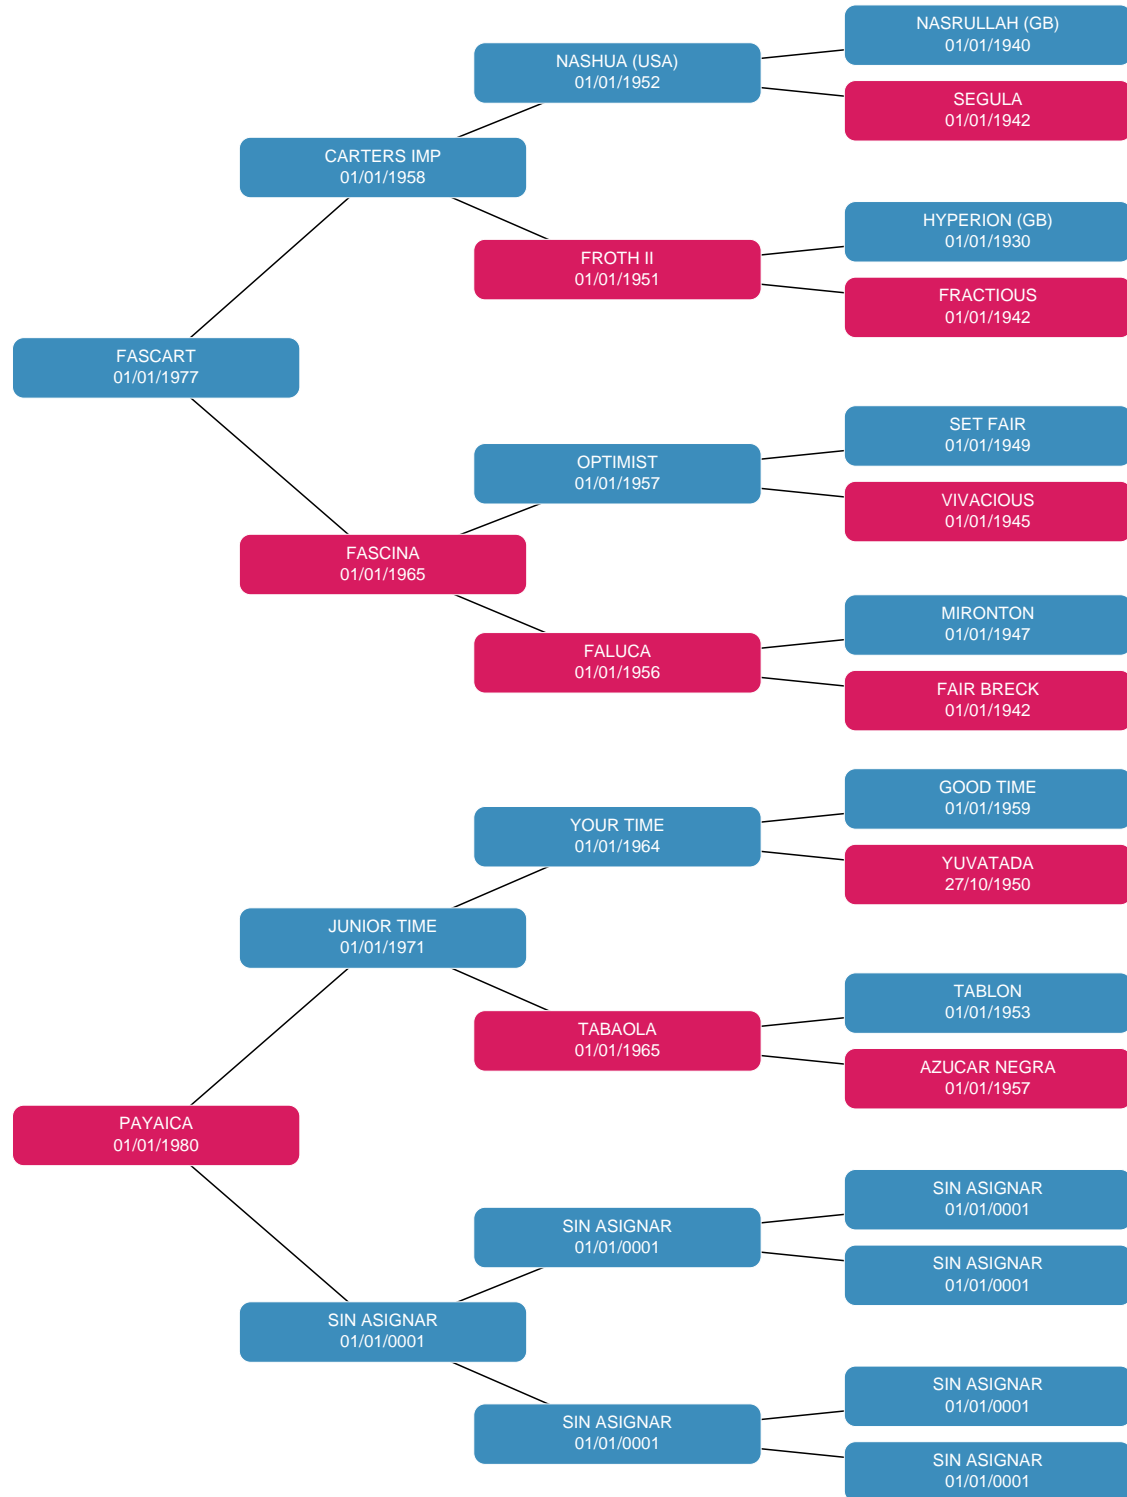 NASRULLAH (GB)
01/01/1940
NASHUA (USA)
01/01/1952
SEGULA
01/01/1942
CARTERS IMP
01/01/1958
HYPERION (GB)
01/01/1930
FROTH II
01/01/1951
FRACTIOUS
01/01/1942
FASCART
01/01/1977
SET FAIR
01/01/1949
OPTIMIST
01/01/1957
VIVACIOUS
01/01/1945
FASCINA
01/01/1965
MIRONTON
01/01/1947
FALUCA
01/01/1956
FAIR BRECK
01/01/1942
GOOD TIME
01/01/1959
YOUR TIME
01/01/1964
YUVATADA
27/10/1950
JUNIOR TIME
01/01/1971
TABLON
01/01/1953
TABAOLA
01/01/1965
AZUCAR NEGRA
01/01/1957
PAYAICA
01/01/1980
SIN ASIGNAR
01/01/0001
SIN ASIGNAR
01/01/0001
SIN ASIGNAR
01/01/0001
SIN ASIGNAR
01/01/0001
SIN ASIGNAR
01/01/0001
SIN ASIGNAR
01/01/0001
SIN ASIGNAR
01/01/0001